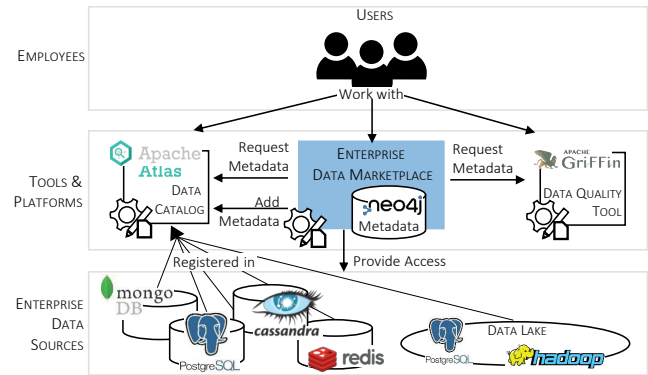 USERS
EMPLOYEES
Work with
APACHE
Apache
Atlas
Request
Metadata
ENTERPRISE
DATA MARKETPLACE
Request
Metadata
GRIFFIN
TOOLS &
PLATFORMS
DATA
CATALOG
Add
Metadata
neo4j
Metadata
DATA QUALITY
TOOL
Registered in
Provide Access
mongo
DB
ENTERPRISE
DATA
SOURCES
cassandra
PostgreSQL
redis
DATA LAKE
PostgreSQL
hadoop